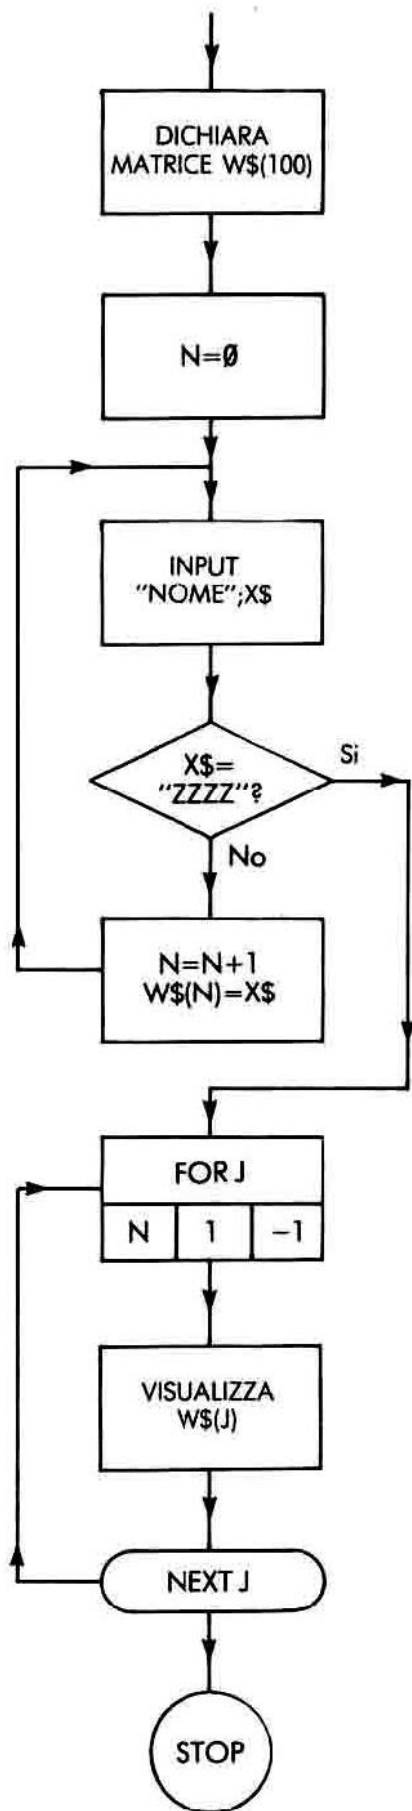 DICHIARA
MATRICE W$(100)
N=Ø
INPUT
"NOME";X$
X$=
"ZZZZ"?
Si
No
N=N+1
W$(N)=X$
FOR J
N 1 −1
VISUALIZZA
W$(J)
NEXT J
STOP